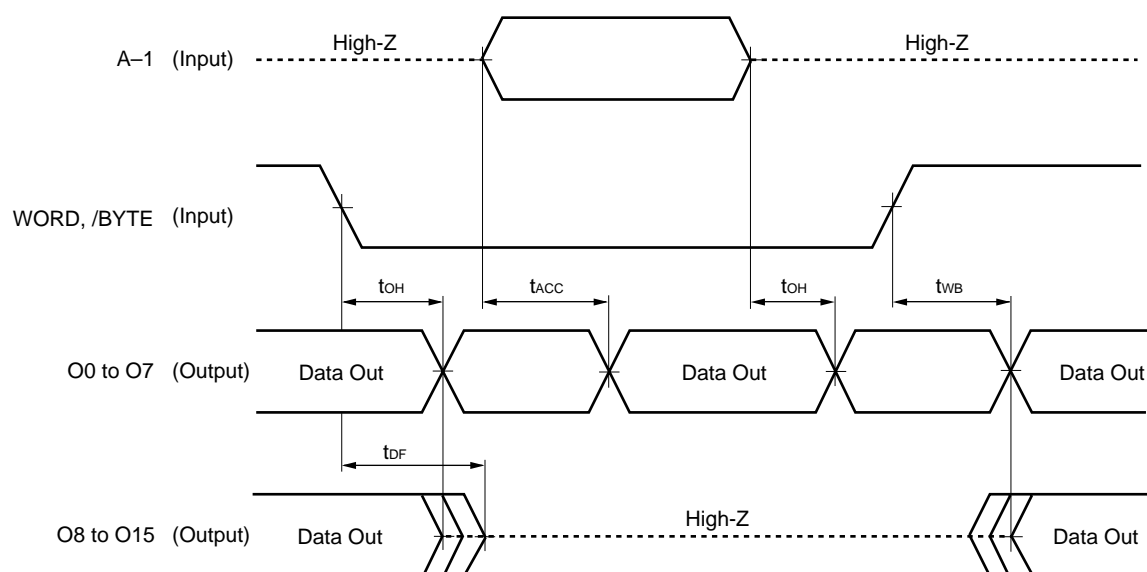 High-Z High-Z
A–1 (Input)
WORD, /BYTE (Input)
tOH tACC tOH tWB
O0 to O7 (Output) Data Out Data Out Data Out
tDF
High-Z
O8 to O15 (Output) Data Out Data Out